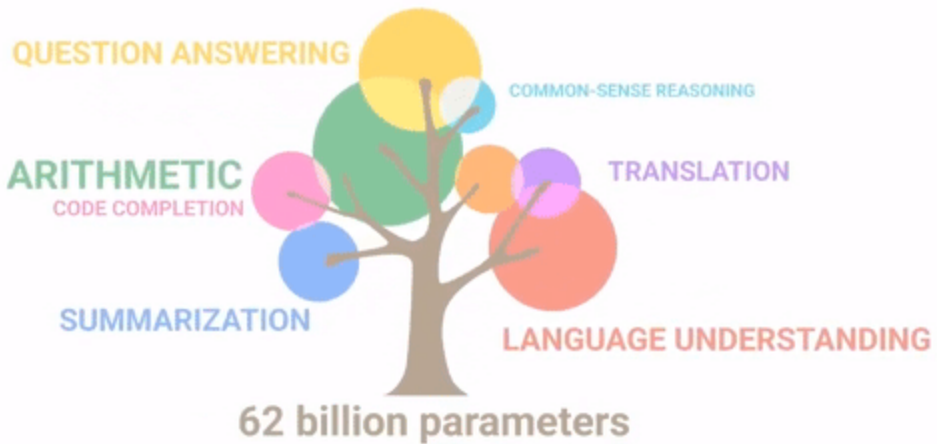 QUESTION ANSWERING
COMMON-SENSE REASONING
ARITHMETIC
TRANSLATION
CODE COMPLETION
SUMMARIZATION
LANGUAGE UNDERSTANDING
62 billion parameters